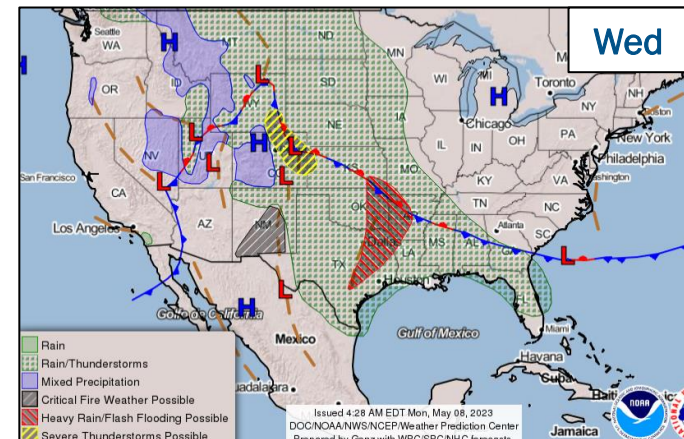 Wed
Seattle
WA
MT
ND
MN
OR
ID
WY
SD
WI
MI
Toronto
NH
NY
Boston
IA
NE
Chicago
PA
New York
Philadelphia
NV
UT
CO
KS
MO
IL
IN
OH
San Francisco
KY
VA
Washington
CA
AZ
NM
OK
AR
TN
NC
Los Angeles
Dallas
MS
AL
GA
Atlanta
SC
TX
LA
Houston
FL
Golfo de California
Mexico
Gulf of Mexico
Miami
Havana
Cuba
Guadalajara
Jamaica
H
H
H
H
L
L
L
L
L
L
L
L
Rain
Rain/Thunderstorms
Mixed Precipitation
Critical Fire Weather Possible
Heavy Rain/Flash Flooding Possible
Severe Thunderstorms Possible
Issued 4:28 AM EDT Mon, May 08, 2023
DOC/NOAA/NWS/NCEP/Weather Prediction Center
NOAA